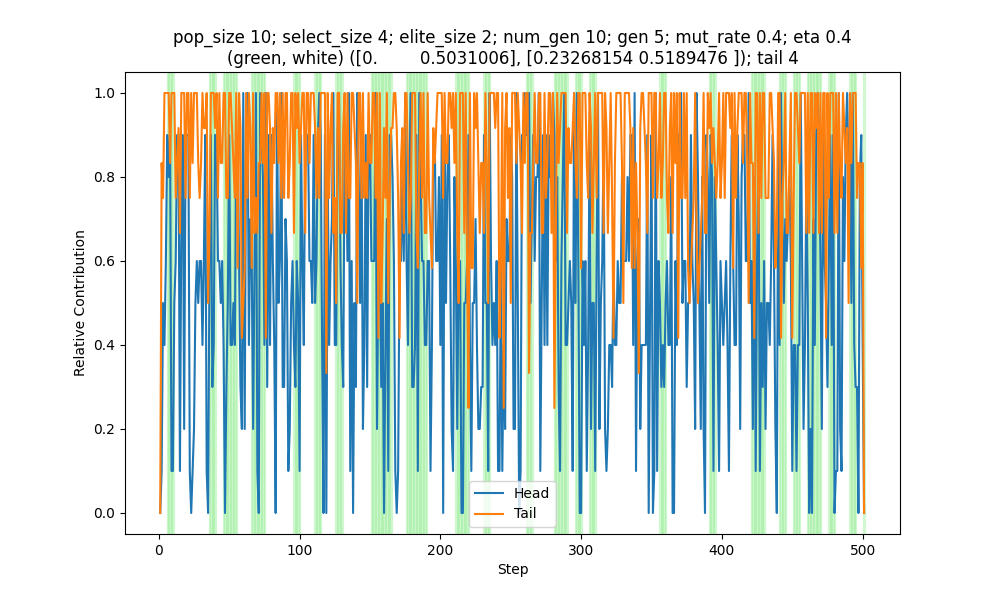 pop_size 10; select_size 4; elite_size 2; num_gen 10; gen 5; mut_rate 0.4; eta 0.4
(green, white) ([0.        0.5031006], [0.23268154 0.5189476 ]); tail 4
1.0
0.8
0.6
0.4
0.2
0.0
Relative Contribution
Head
Tail
0
100
200
300
400
500
Step